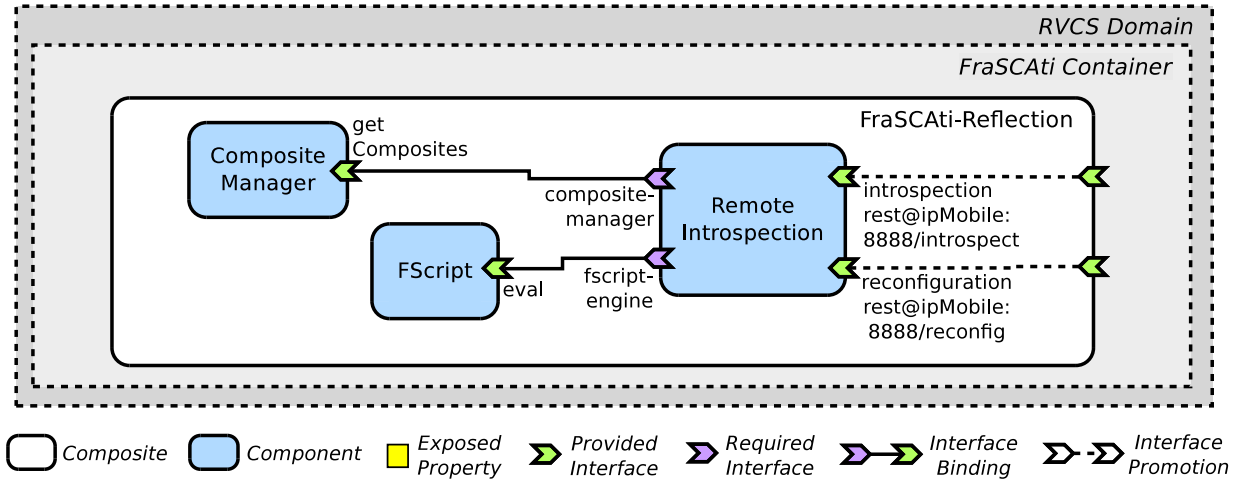 RVCS Domain
FraSCAti Container
FraSCAti-Reflection
get
Composites
Composite
Manager
composite-
manager
Remote
Introspection
introspection
rest@ipMobile:
8888/introspect
FScript
eval
fscript-
engine
reconfiguration
rest@ipMobile:
8888/reconfig
Composite
Component
Exposed
Property
Provided
Interface
Required
Interface
Interface
Binding
Interface
Promotion